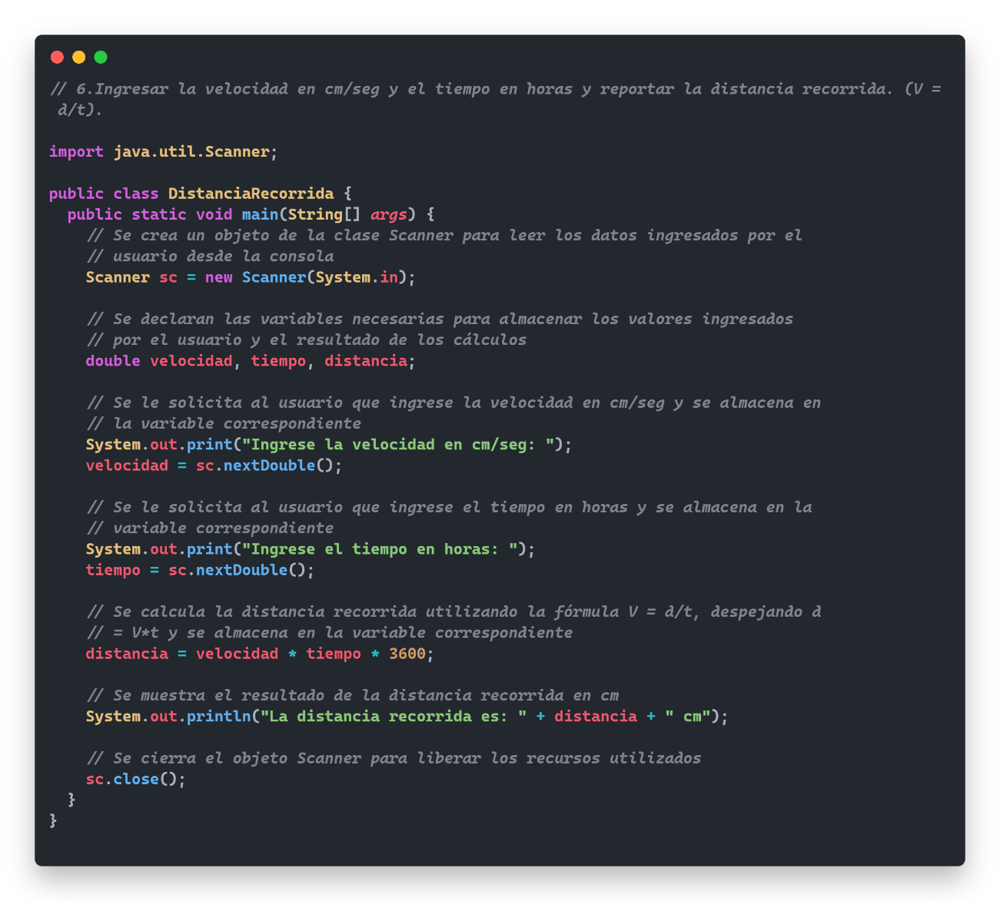 // 6.Ingresar la velocidad en cm/seg y el tiempo en horas y reportar la distancia recorrida. (V =
d/t).
import java.util.Scanner;
public class DistanciaRecorrida {
public static void main(String[] args) {
// Se crea un objeto de la clase Scanner para leer los datos ingresados por el
// usuario desde la consola
Scanner sc = new Scanner(System.in);
// Se declaran las variables necesarias para almacenar los valores ingresados
// por el usuario y el resultado de los cálculos
double velocidad, tiempo, distancia;
// Se le solicita al usuario que ingrese la velocidad en cm/seg y se almacena en
// la variable correspondiente
System.out.print("Ingrese la velocidad en cm/seg: ");
velocidad = sc.nextDouble();
// Se le solicita al usuario que ingrese el tiempo en horas y se almacena en la
// variable correspondiente
System.out.print("Ingrese el tiempo en horas: ");
tiempo = sc.nextDouble();
// Se calcula la distancia recorrida utilizando la fórmula V = d/t, despejando d
// = V*t y se almacena en la variable correspondiente
distancia = velocidad * tiempo * 3600;
// Se muestra el resultado de la distancia recorrida en cm
System.out.println("La distancia recorrida es: " + distancia + " cm");
// Se cierra el objeto Scanner para liberar los recursos utilizados
sc.close();
}
}